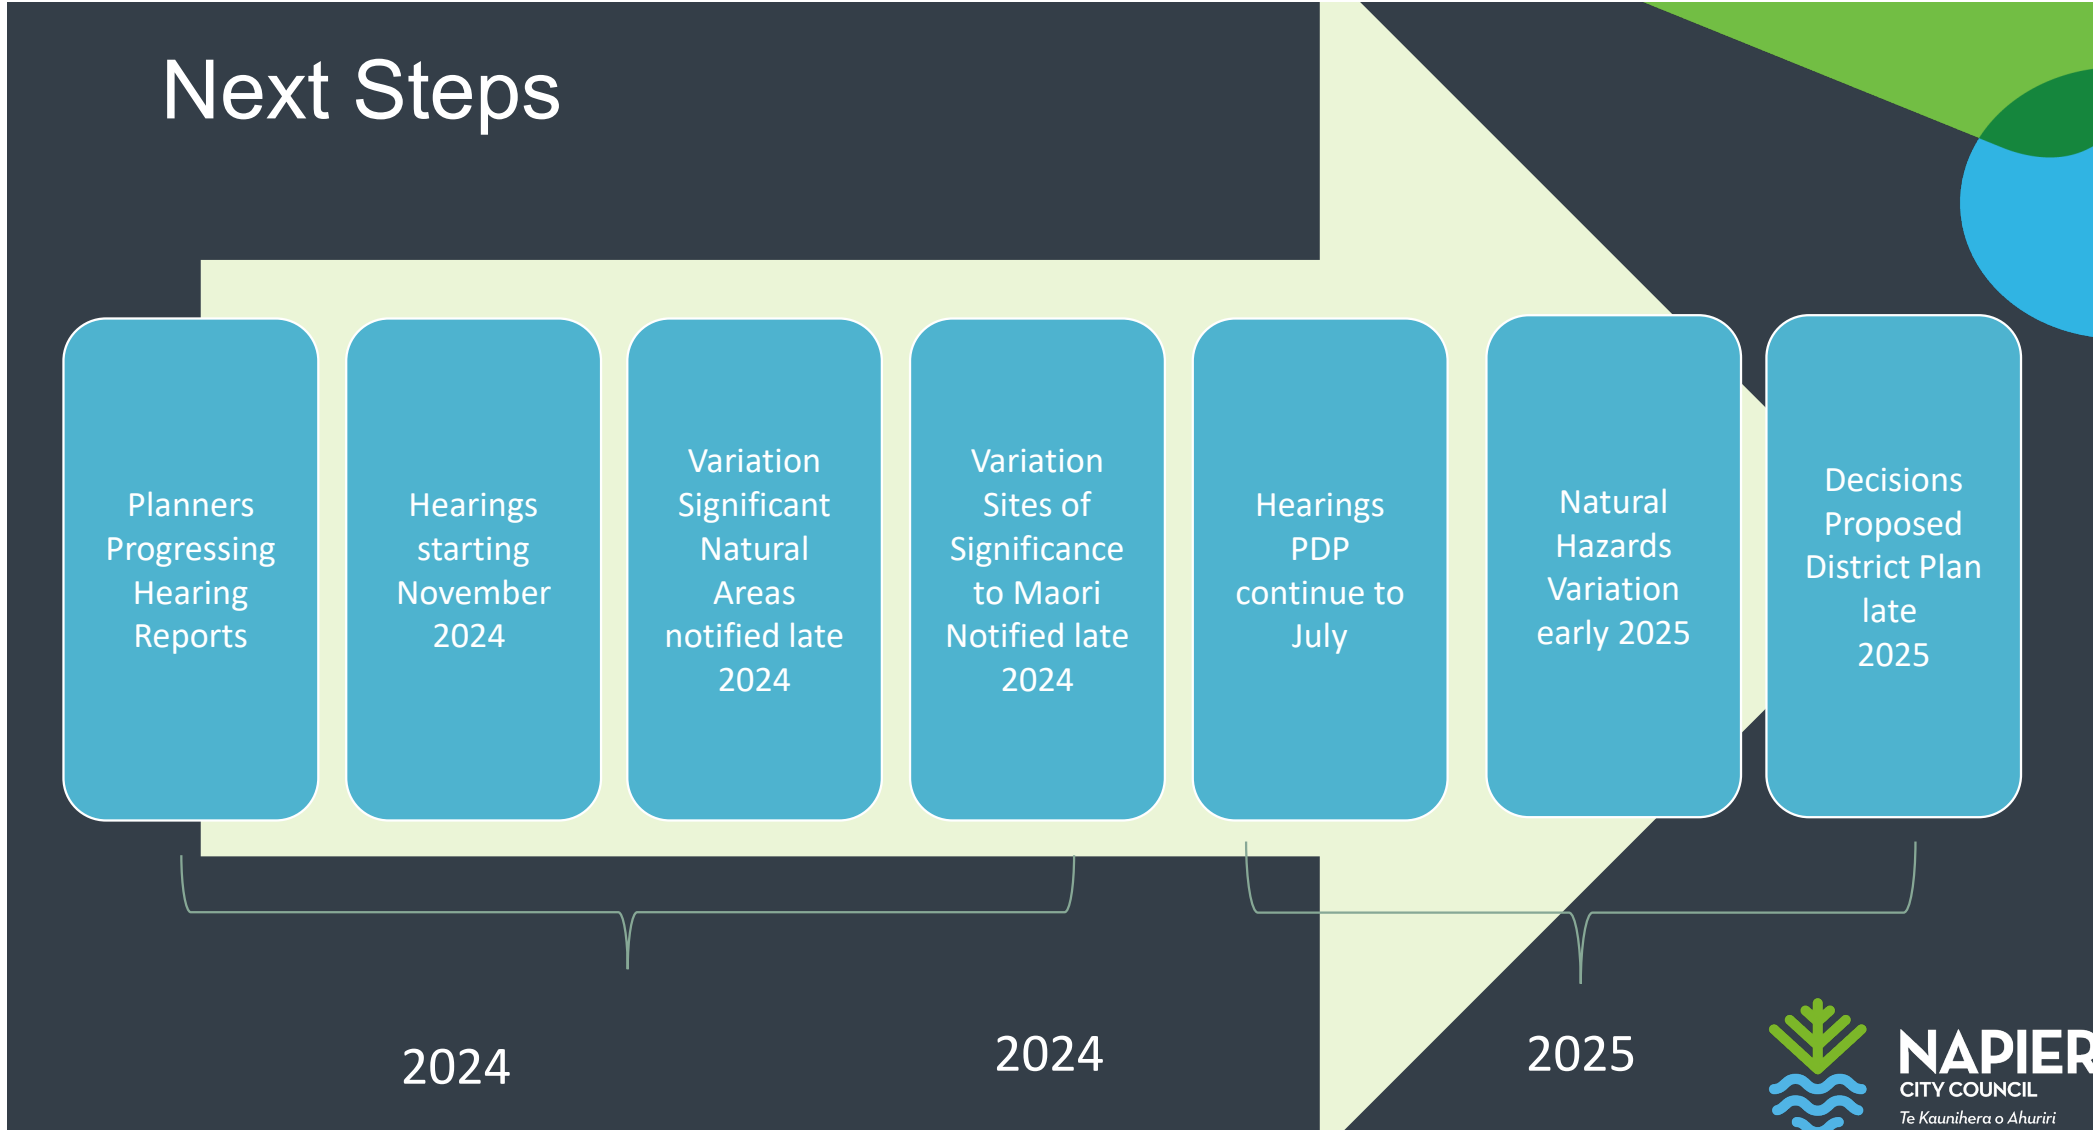 Next Steps
Planners
Progressing
Hearing
Reports
Hearings
starting
November
2024
Variation
Significant
Natural
Areas
notified late
2024
Variation
Sites of
Significance
to Maori
Notified late
2024
Hearings
PDP
continue to
July
Natural
Hazards
Variation
early 2025
Decisions
Proposed
District Plan
late
2025
2024
2024
2025
NAPIER
CITY COUNCIL
Te Kaunihera o Ahuriri